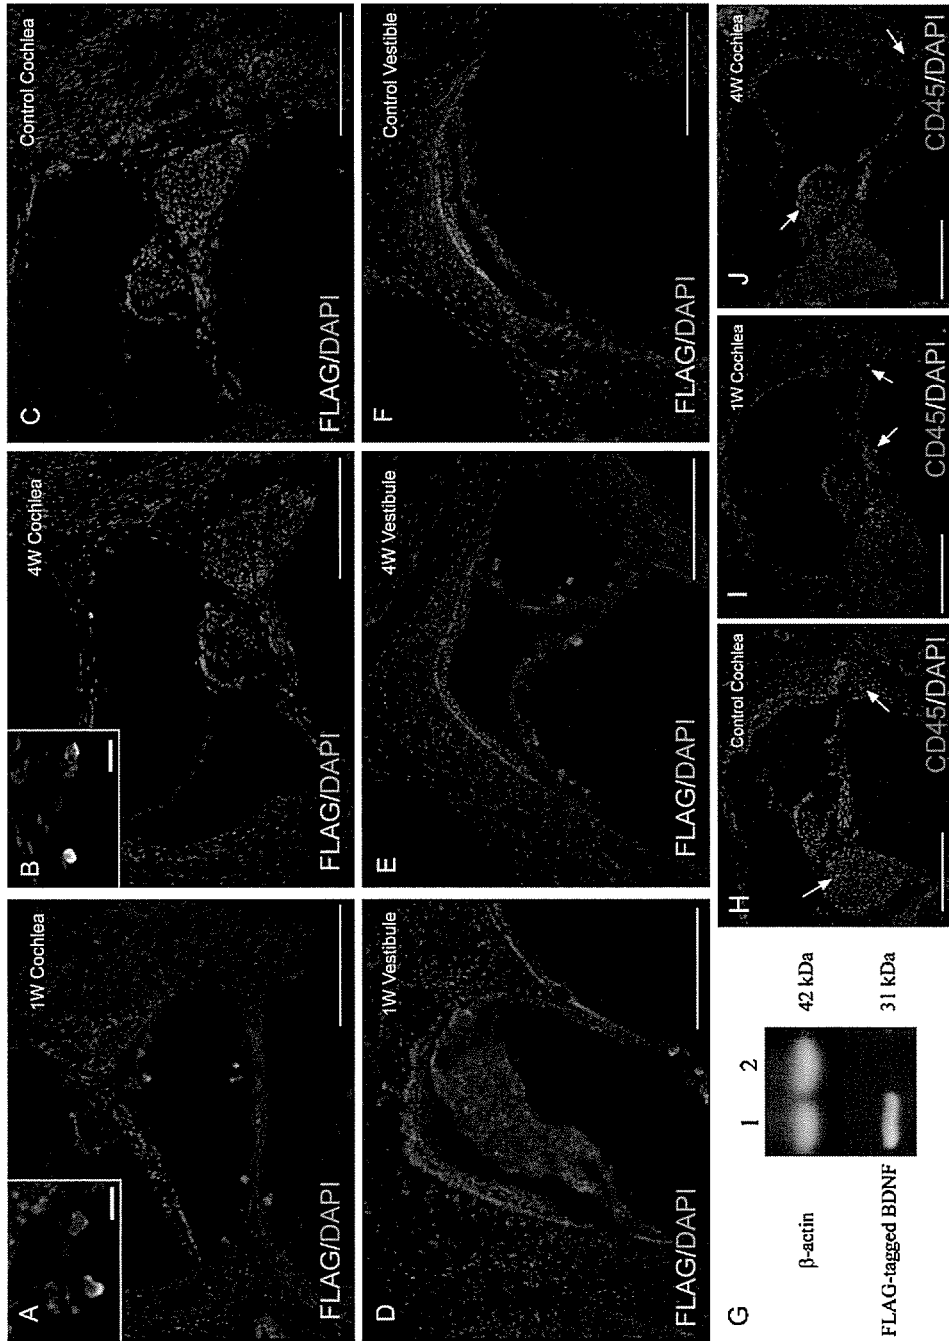 A
1W Cochlea
FLAG/DAPI
B
4W Cochlea
FLAG/DAPI
C
Control Cochlea
FLAG/DAPI
D
1W Vestibule
FLAG/DAPI
E
4W Vestibule
FLAG/DAPI
F
Control Vestible
FLAG/DAPI
G
1 2
β-actin 42 kDa
FLAG-tagged BDNF 31 kDa
H
Control Cochlea
CD45/DAPI
I
1W Cochlea
CD45/DAPI
J
4W Cochlea
CD45/DAPI